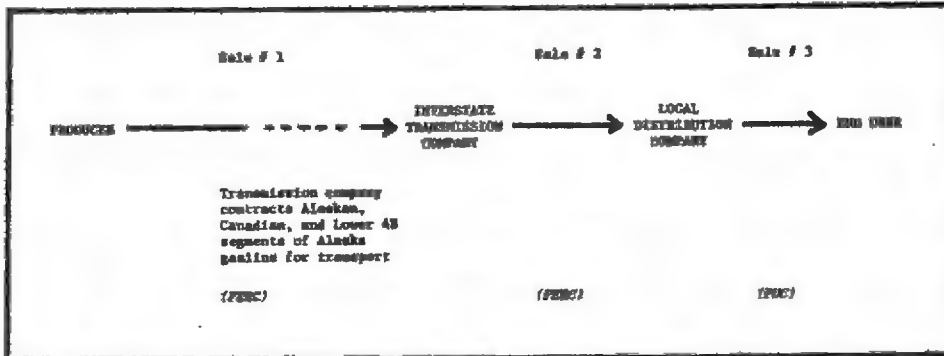 Sale # 1 Sale # 2 Sale # 3
PRODUCER INTERSTATE TRANSMISSION COMPANY LOCAL DISTRIBUTION COMPANY END USER
Transmission company
contracts Alaskan,
Canadian, and Lower 48
segments of Alaska
gasline for transport
(FERC) (FERC) (PUC)